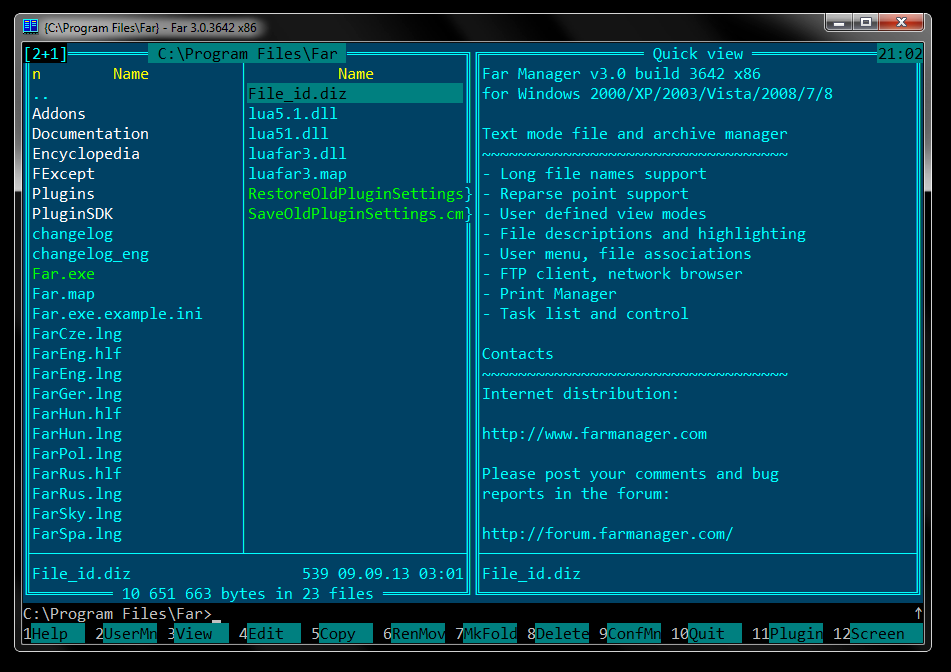 {C:\Program Files\Far} - Far 3.0.3642 x86
[2+1] C:\Program Files\Far Quick view 21:02
n Name Name
..
Addons
Documentation
Encyclopedia
FExcept
Plugins
PluginSDK
changelog
changelog_eng
Far.exe
Far.map
Far.exe.example.ini
FarCze.lng
FarEng.hlf
FarEng.lng
FarGer.lng
FarHun.hlf
FarHun.lng
FarPol.lng
FarRus.hlf
FarRus.lng
FarSky.lng
FarSpa.lng
File_id.diz
lua5.1.dll
lua51.dll
luafar3.dll
luafar3.map
RestoreOldPluginSettings}
SaveOldPluginSettings.cm}
File_id.diz 539 09.09.13 03:01
10 651 663 bytes in 23 files
Far Manager v3.0 build 3642 x86
for Windows 2000/XP/2003/Vista/2008/7/8
Text mode file and archive manager
~~~~~~~~~~~~~~~~~~~~~~~~~~~~~~~~~~
- Long file names support
- Reparse point support
- User defined view modes
- File descriptions and highlighting
- User menu, file associations
- FTP client, network browser
- Print Manager
- Task list and control
Contacts
~~~~~~~~~~~~~~~~~~~~~~~~~~~~~~~~~~
Internet distribution:
http://www.farmanager.com
Please post your comments and bug
reports in the forum:
http://forum.farmanager.com/
File_id.diz
C:\Program Files\Far>_ ↑
1Help 2UserMn 3View 4Edit 5Copy 6RenMov 7MkFold 8Delete 9ConfMn 10Quit 11Plugin 12Screen